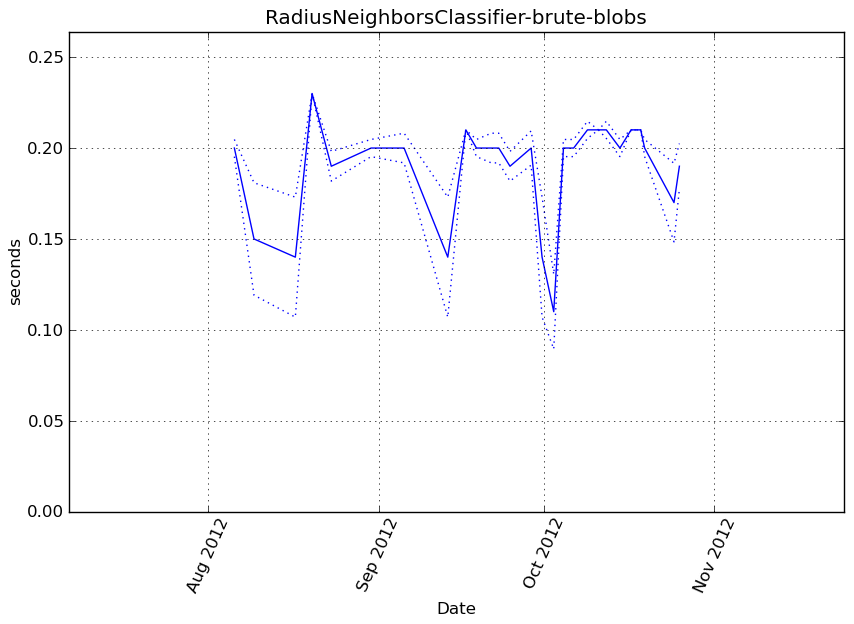 RadiusNeighborsClassifier-brute-blobs
0.25
0.20
0.15
0.10
0.05
0.00
seconds
Aug 2012
Sep 2012
Oct 2012
Nov 2012
Date